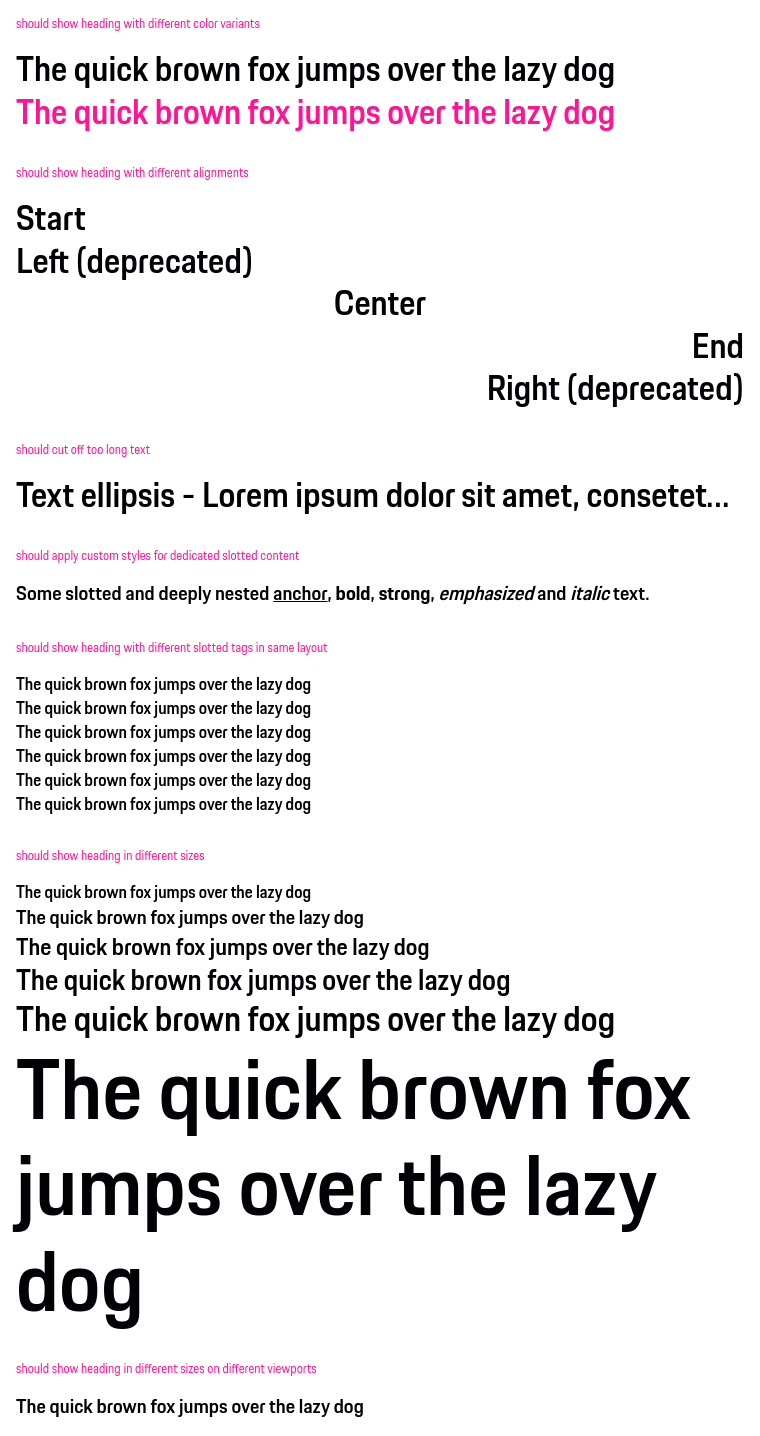 should show heading with different color variants
The quick brown fox jumps over the lazy dog
The quick brown fox jumps over the lazy dog
should show heading with different alignments
Start
Left (deprecated)
Center
End
Right (deprecated)
should cut off too long text
Text ellipsis - Lorem ipsum dolor sit amet, consetet...
should apply custom styles for dedicated slotted content
Some slotted and deeply nested anchor, bold, strong, emphasized and italic text.
should show heading with different slotted tags in same layout
The quick brown fox jumps over the lazy dog
The quick brown fox jumps over the lazy dog
The quick brown fox jumps over the lazy dog
The quick brown fox jumps over the lazy dog
The quick brown fox jumps over the lazy dog
The quick brown fox jumps over the lazy dog
should show heading in different sizes
The quick brown fox jumps over the lazy dog
The quick brown fox jumps over the lazy dog
The quick brown fox jumps over the lazy dog
The quick brown fox jumps over the lazy dog
The quick brown fox jumps over the lazy dog
The quick brown fox
jumps over the lazy
dog
should show heading in different sizes on different viewports
The quick brown fox jumps over the lazy dog